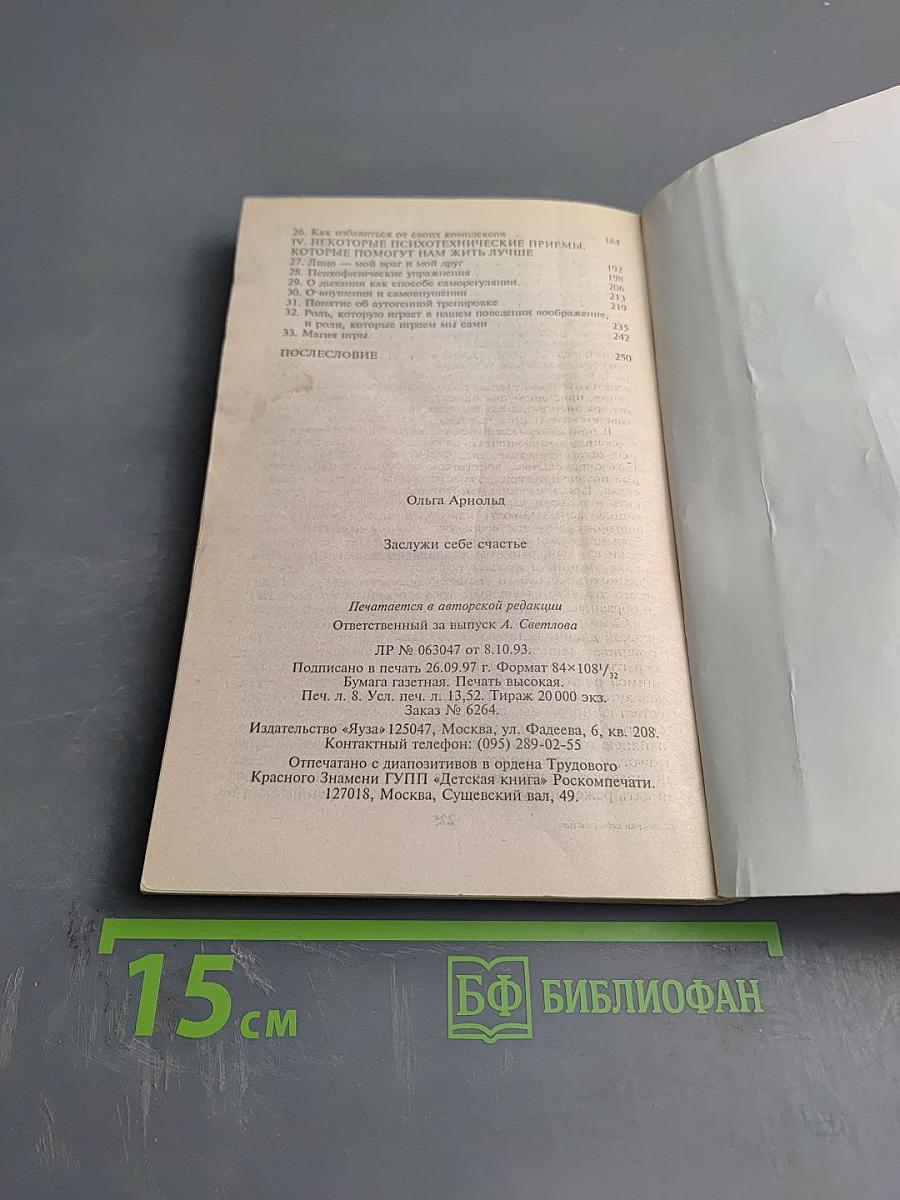 26. Как избавиться от своих комплексов . 184
IV. НЕКОТОРЫЕ ПСИХОТЕХНИЧЕСКИЕ ПРИЕМЫ,
КОТОРЫЕ ПОМОГУТ НАМ ЖИТЬ ЛУЧШЕ
27. Лицо — мой враг и мой друг 192
28. Психофизические упражнения . 198
29. О дыхании как способе саморегуляции. 206
30. О внушении и самовнушении 213
31. Понятие об аутогенной тренировке 219
32. Роль, которую играет в нашем поведении воображение,
и роли, которые играем мы сами . 235
33. Магия игры. 242
ПОСЛЕСЛОВИЕ . 250
Ольга Арнольд
Заслужи себе счастье
Печатается в авторской редакции
Ответственный за выпуск А. Светлова
ЛР № 063047 от 8.10.93.
Подписано в печать 26.09.97 г. Формат 84×108¹/₃₂
Бумага газетная. Печать высокая.
Печ. л. 8. Усл. печ. л. 13,52. Тираж 20 000 экз.
Заказ № 6264.
Издательство «Яуза» 125047, Москва, ул. Фадеева, 6, кв. 208.
Контактный телефон: (095) 289-02-55
Отпечатано с диапозитивов в ордена Трудового
Красного Знамени ГУПП «Детская книга» Роскомпечати.
127018, Москва, Сущевский вал, 49.
15 см
БФ БИБЛИОФАН